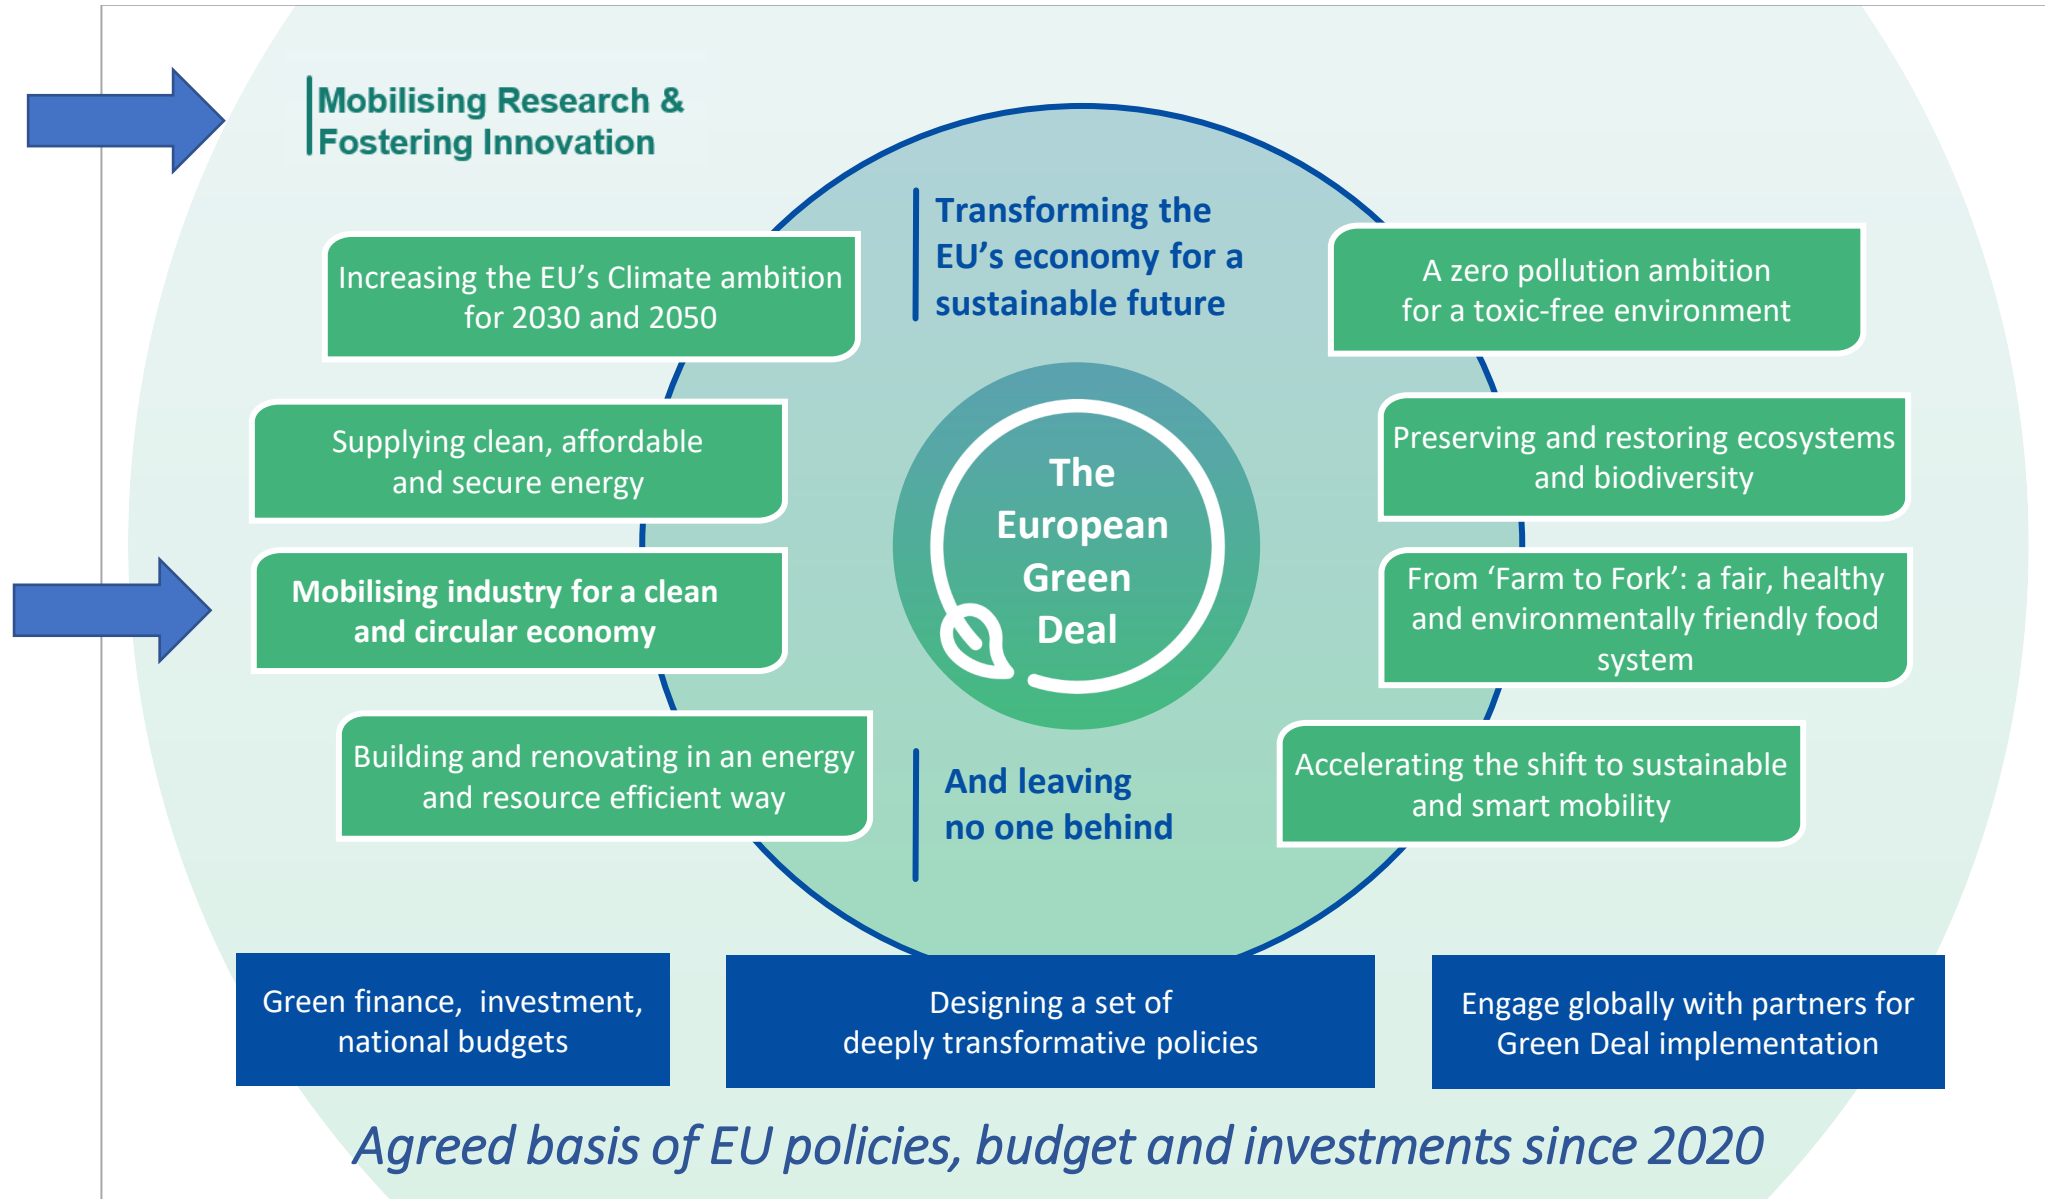 Mobilising Research &
Fostering Innovation
Transforming the
EU’s economy for a
sustainable future
Increasing the EU’s Climate ambition
for 2030 and 2050
A zero pollution ambition
for a toxic-free environment
Supplying clean, affordable
and secure energy
Preserving and restoring ecosystems
and biodiversity
The
European
Green
Deal
Mobilising industry for a clean
and circular economy
From ‘Farm to Fork’: a fair, healthy
and environmentally friendly food
system
Building and renovating in an energy
and resource efficient way
And leaving
no one behind
Accelerating the shift to sustainable
and smart mobility
Green finance, investment,
national budgets
Designing a set of
deeply transformative policies
Engage globally with partners for
Green Deal implementation
Agreed basis of EU policies, budget and investments since 2020